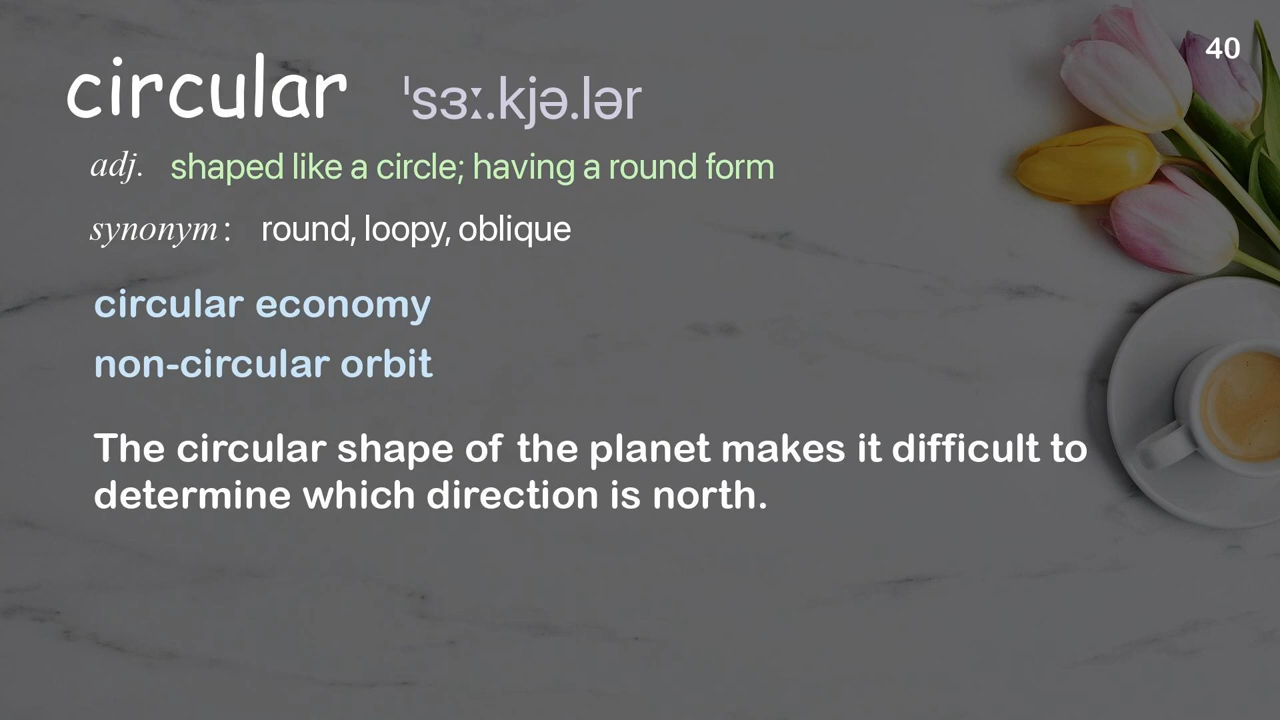 40
circular ˈsɜː.kjə.lər
adj. shaped like a circle; having a round form
synonym: round, loopy, oblique
circular economy
non-circular orbit
The circular shape of the planet makes it difficult to
determine which direction is north.